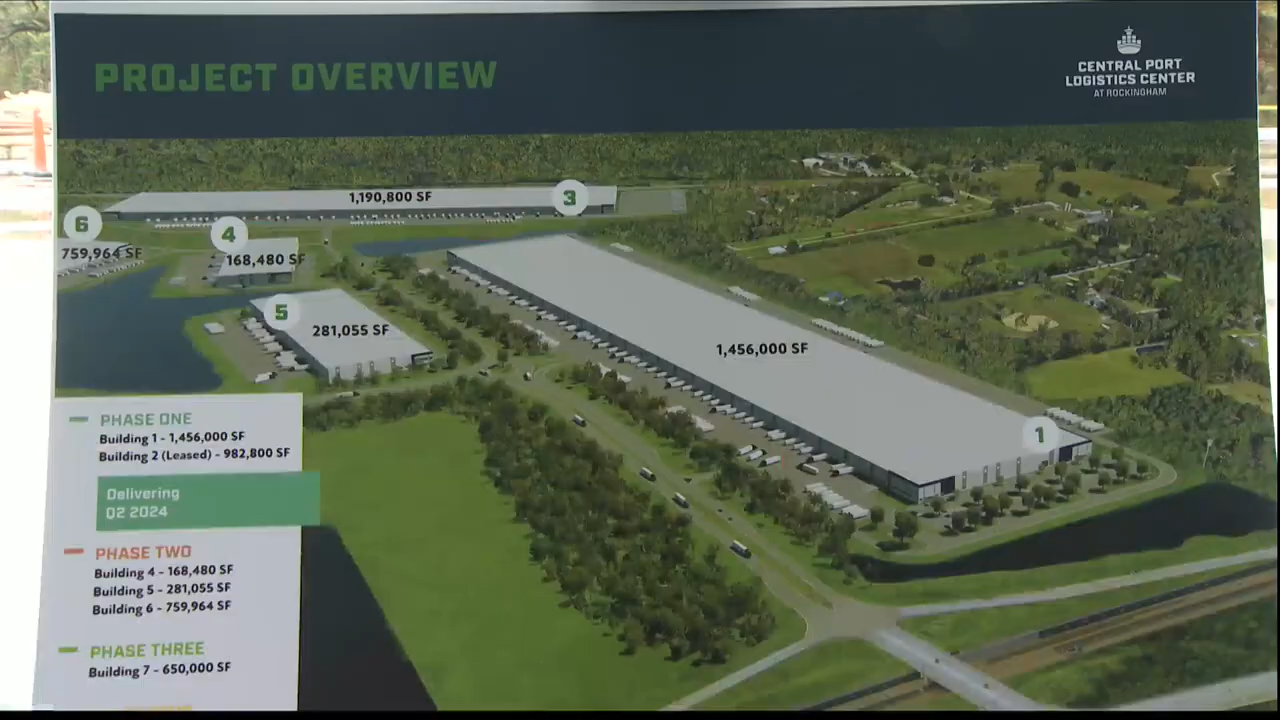 PROJECT OVERVIEW
CENTRAL PORT
LOGISTICS CENTER
AT ROCKINGHAM
1,190,800 SF
3
6
4
759,964 SF
168,480 SF
5
281,055 SF
1,456,000 SF
1
PHASE ONE
Building 1 - 1,456,000 SF
Building 2 (Leased) - 982,800 SF
Delivering
Q2 2024
PHASE TWO
Building 4 - 168,480 SF
Building 5 - 281,055 SF
Building 6 - 759,964 SF
PHASE THREE
Building 7 - 650,000 SF